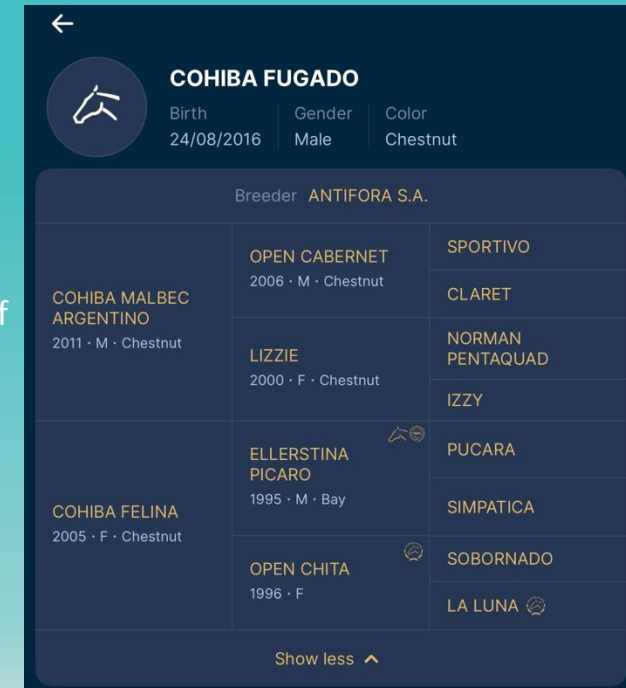 COHIBA FUGADO
Birth
24/08/2016
Gender
Male
Color
Chestnut
Breeder ANTIFORA S.A.
COHIBA MALBEC
ARGENTINO
2011 · M · Chestnut
OPEN CABERNET
2006 · M · Chestnut
SPORTIVO
CLARET
LIZZIE
2000 · F · Chestnut
NORMAN
PENTAQUAD
IZZY
COHIBA FELINA
2005 · F · Chestnut
ELLERSTINA
PICARO
1995 · M · Bay
PUCARA
SIMPATICA
OPEN CHITA
1996 · F
SOBORNADO
LA LUNA
Show less